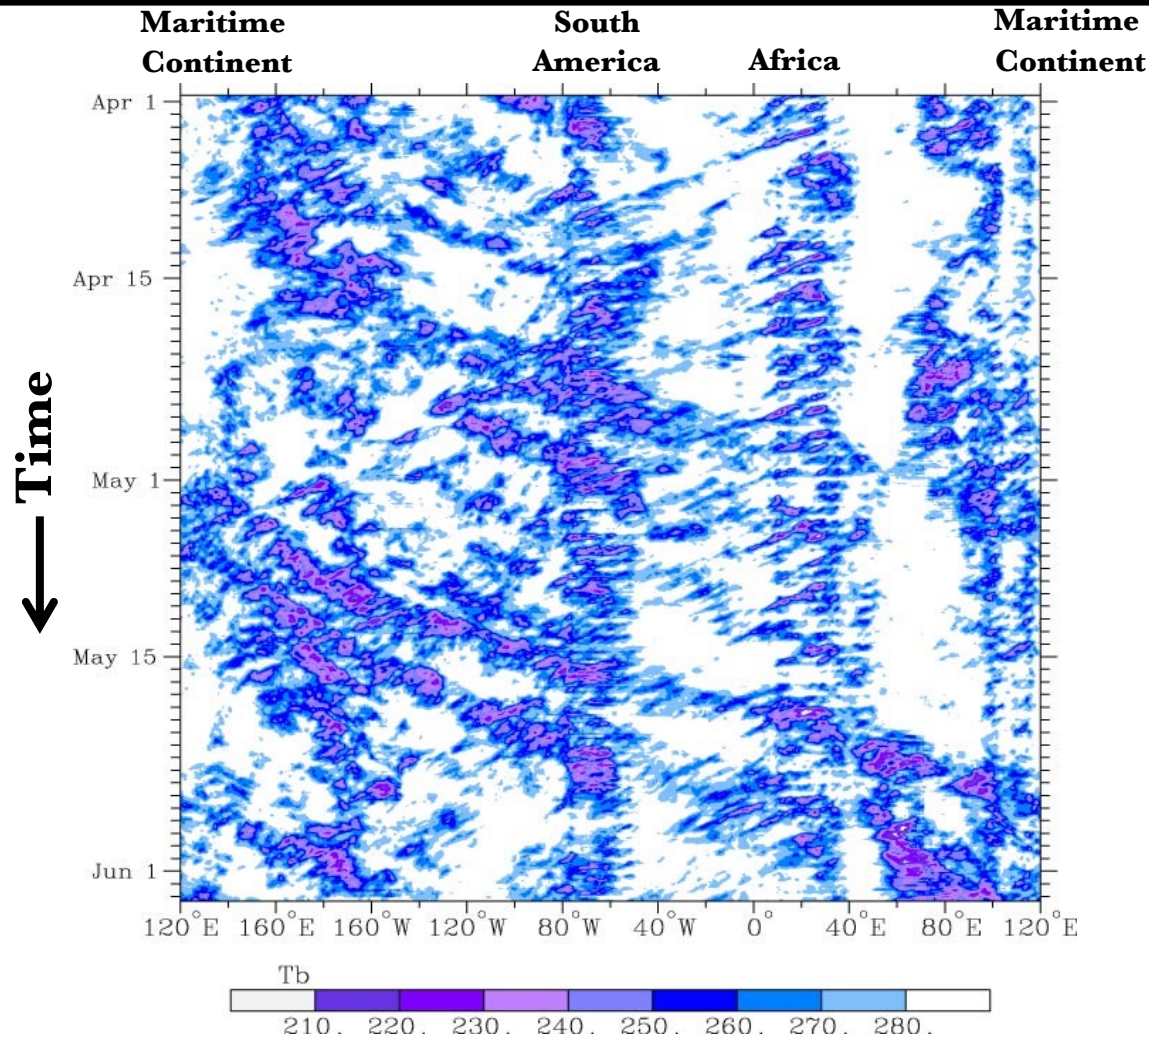 Maritime
Continent
South
America
Africa
Maritime
Continent
Apr 1
Apr 15
May 1
May 15
Jun 1
Time
120°E 160°E 160°W 120°W 80°W 40°W 0° 40°E 80°E 120°E
Tb
210. 220. 230. 240. 250. 260. 270. 280.